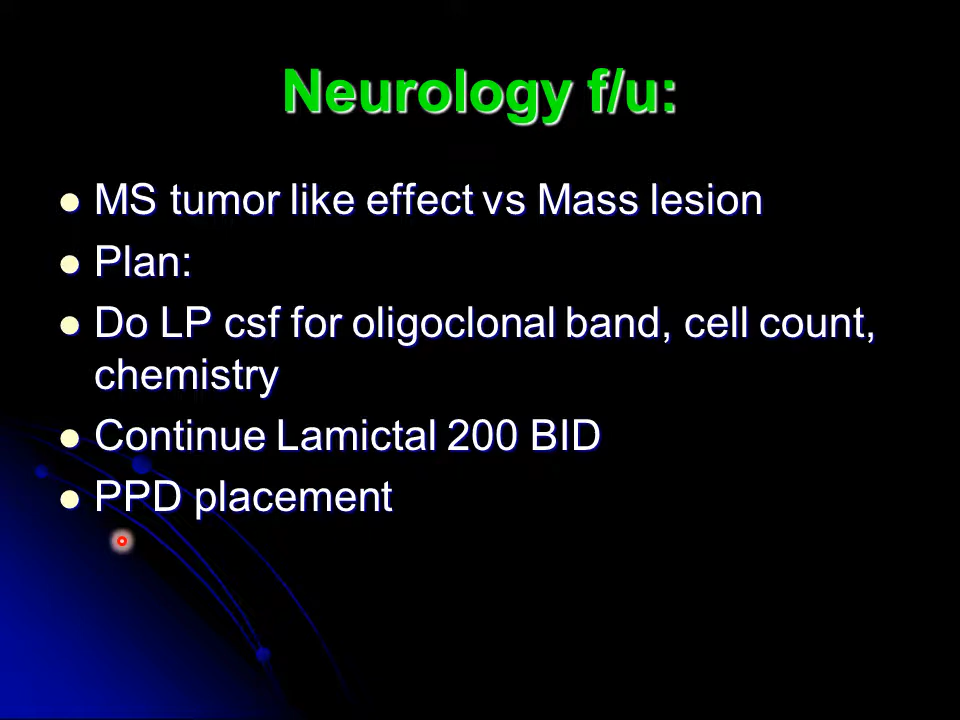 Neurology f/u:
MS tumor like effect vs Mass lesion
Plan:
Do LP csf for oligoclonal band, cell count,
chemistry
Continue Lamictal 200 BID
PPD placement